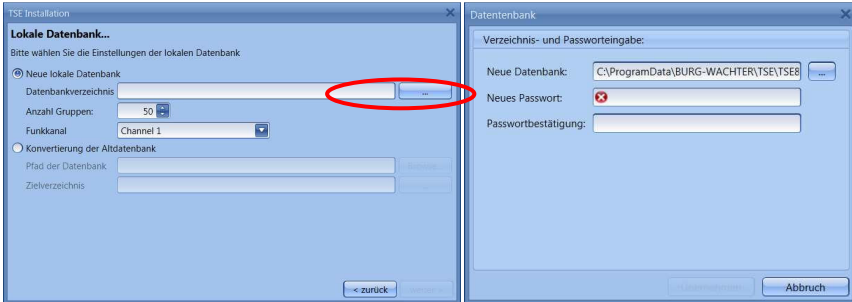 TSE Installation
Lokale Datenbank...
Bitte wählen Sie die Einstellungen der lokalen Datenbank
Neue lokale Datenbank
Datenbankverzeichnis ...
Anzahl Gruppen: 50
Funkkanal Channel 1
Konvertierung der Altdatenbank
Pfad der Datenbank
Zielverzeichnis
< zurück
Datentenbank
Verzeichnis- und Passworteingabe:
Neue Datenbank: C:\ProgramData\BURG-WACHTER\TSE\TSE8 ...
Neues Passwort:
Passwortbestätigung:
Abbruch